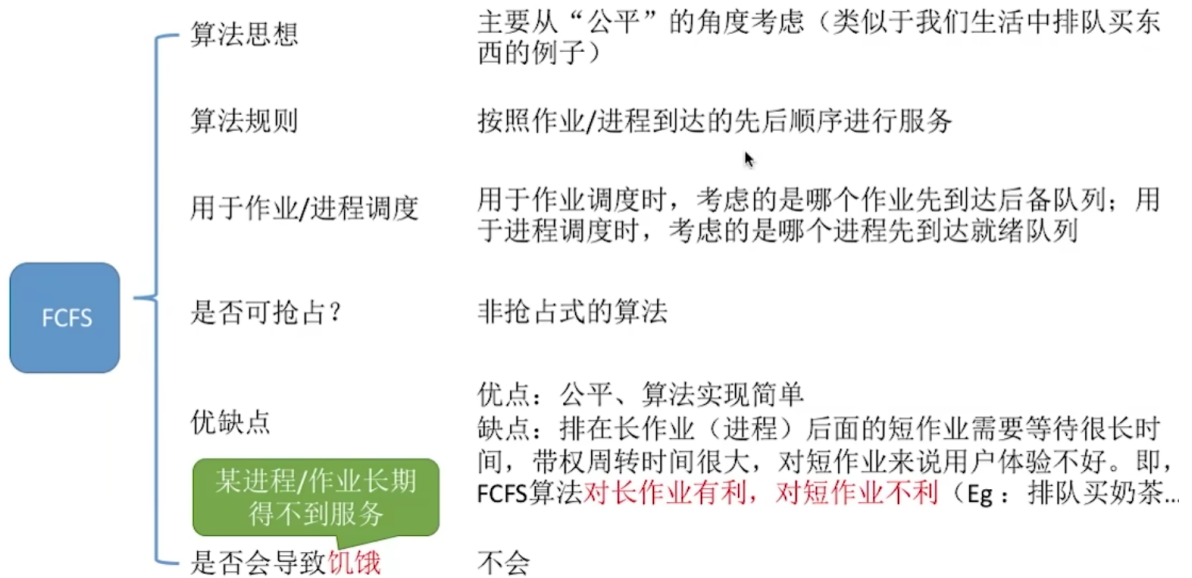 算法思想
主要从“公平”的角度考虑（类似于我们生活中排队买东
西的例子）
算法规则
按照作业/进程到达的先后顺序进行服务
用于作业/进程调度
用于作业调度时，考虑的是哪个作业先到达后备队列；用
于进程调度时，考虑的是哪个进程先到达就绪队列
FCFS
是否可抢占？
非抢占式的算法
优缺点
优点：公平、算法实现简单
缺点：排在长作业（进程）后面的短作业需要等待很长时
间，带权周转时间很大，对短作业来说用户体验不好。即，
FCFS算法对长作业有利，对短作业不利（Eg：排队买奶茶...
某进程/作业长期
得不到服务
是否会导致饥饿
不会